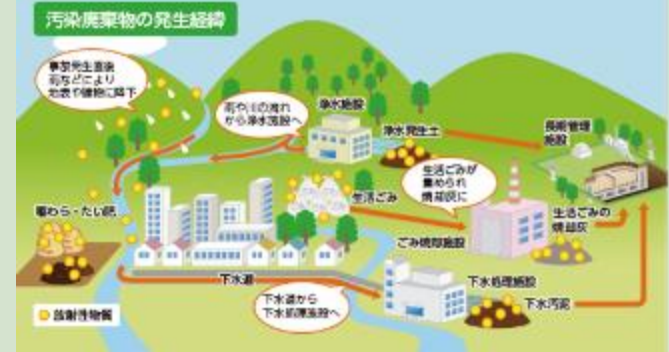 汚染廃棄物の発生経緯
事故発生直後
雨などにより
地表や建物に降下
雨や川の流れ
から浄水施設へ
浄水施設
浄水発生土
長期管理
施設
生活ごみが
集められ
焼却灰に
生活ごみ
稲わら・たい肥
ごみ焼却施設
生活ごみの
焼却灰
下水道
下水道から
下水処理施設へ
下水処理施設
下水汚泥
放射性物質